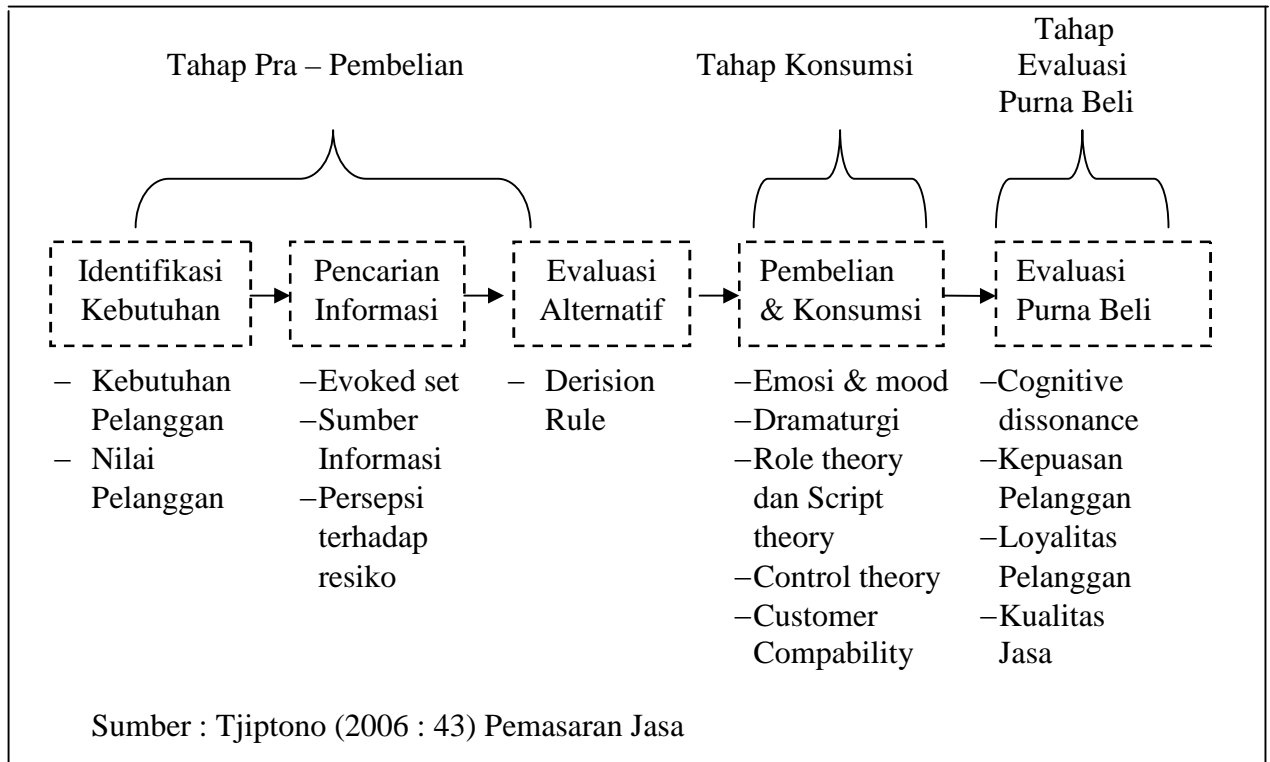 Tahap Pra – Pembelian
Tahap Konsumsi
Tahap
Evaluasi
Purna Beli
Identifikasi
Kebutuhan
Pencarian
Informasi
Evaluasi
Alternatif
Pembelian
& Konsumsi
Evaluasi
Purna Beli
– Kebutuhan
Pelanggan
– Nilai
Pelanggan
–Evoked set
–Sumber
Informasi
–Persepsi
terhadap
resiko
– Derision
Rule
–Emosi & mood
–Dramaturgi
–Role theory
dan Script
theory
–Control theory
–Customer
Compability
–Cognitive
dissonance
–Kepuasan
Pelanggan
–Loyalitas
Pelanggan
–Kualitas
Jasa
Sumber : Tjiptono (2006 : 43) Pemasaran Jasa